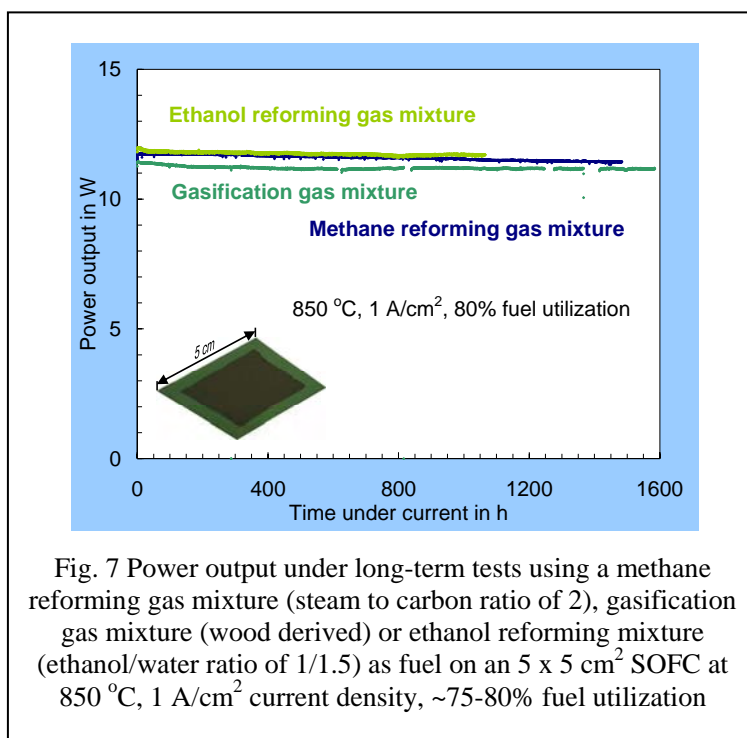 15
Ethanol reforming gas mixture
10
Gasification gas mixture
Methane reforming gas mixture
Power output in W
850 °C, 1 A/cm², 80% fuel utilization
5
5 cm
0
0 400 800 1200 1600
Time under current in h
Fig. 7 Power output under long-term tests using a methane
reforming gas mixture (steam to carbon ratio of 2), gasification
gas mixture (wood derived) or ethanol reforming mixture
(ethanol/water ratio of 1/1.5) as fuel on an 5 x 5 cm² SOFC at
850 °C, 1 A/cm² current density, ~75-80% fuel utilization